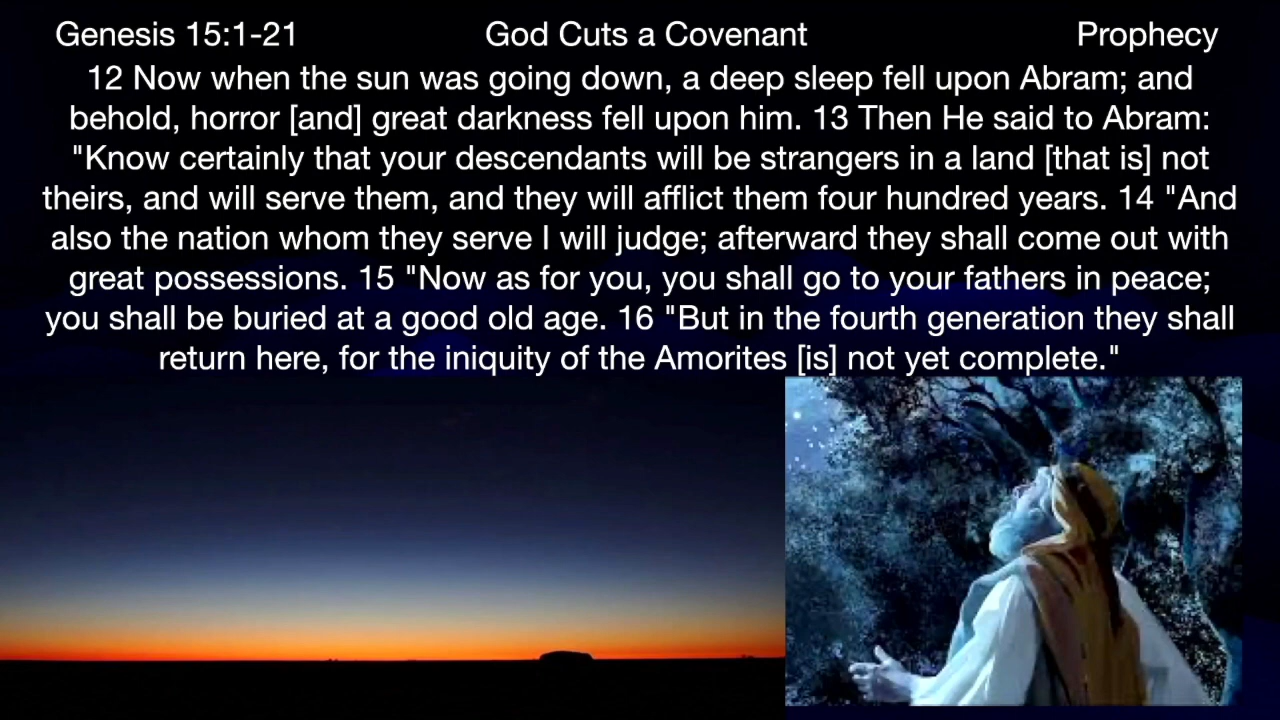 Genesis 15:1-21 God Cuts a Covenant Prophecy
12 Now when the sun was going down, a deep sleep fell upon Abram; and
behold, horror [and] great darkness fell upon him. 13 Then He said to Abram:
"Know certainly that your descendants will be strangers in a land [that is] not
theirs, and will serve them, and they will afflict them four hundred years. 14 "And
also the nation whom they serve I will judge; afterward they shall come out with
great possessions. 15 "Now as for you, you shall go to your fathers in peace;
you shall be buried at a good old age. 16 "But in the fourth generation they shall
return here, for the iniquity of the Amorites [is] not yet complete."